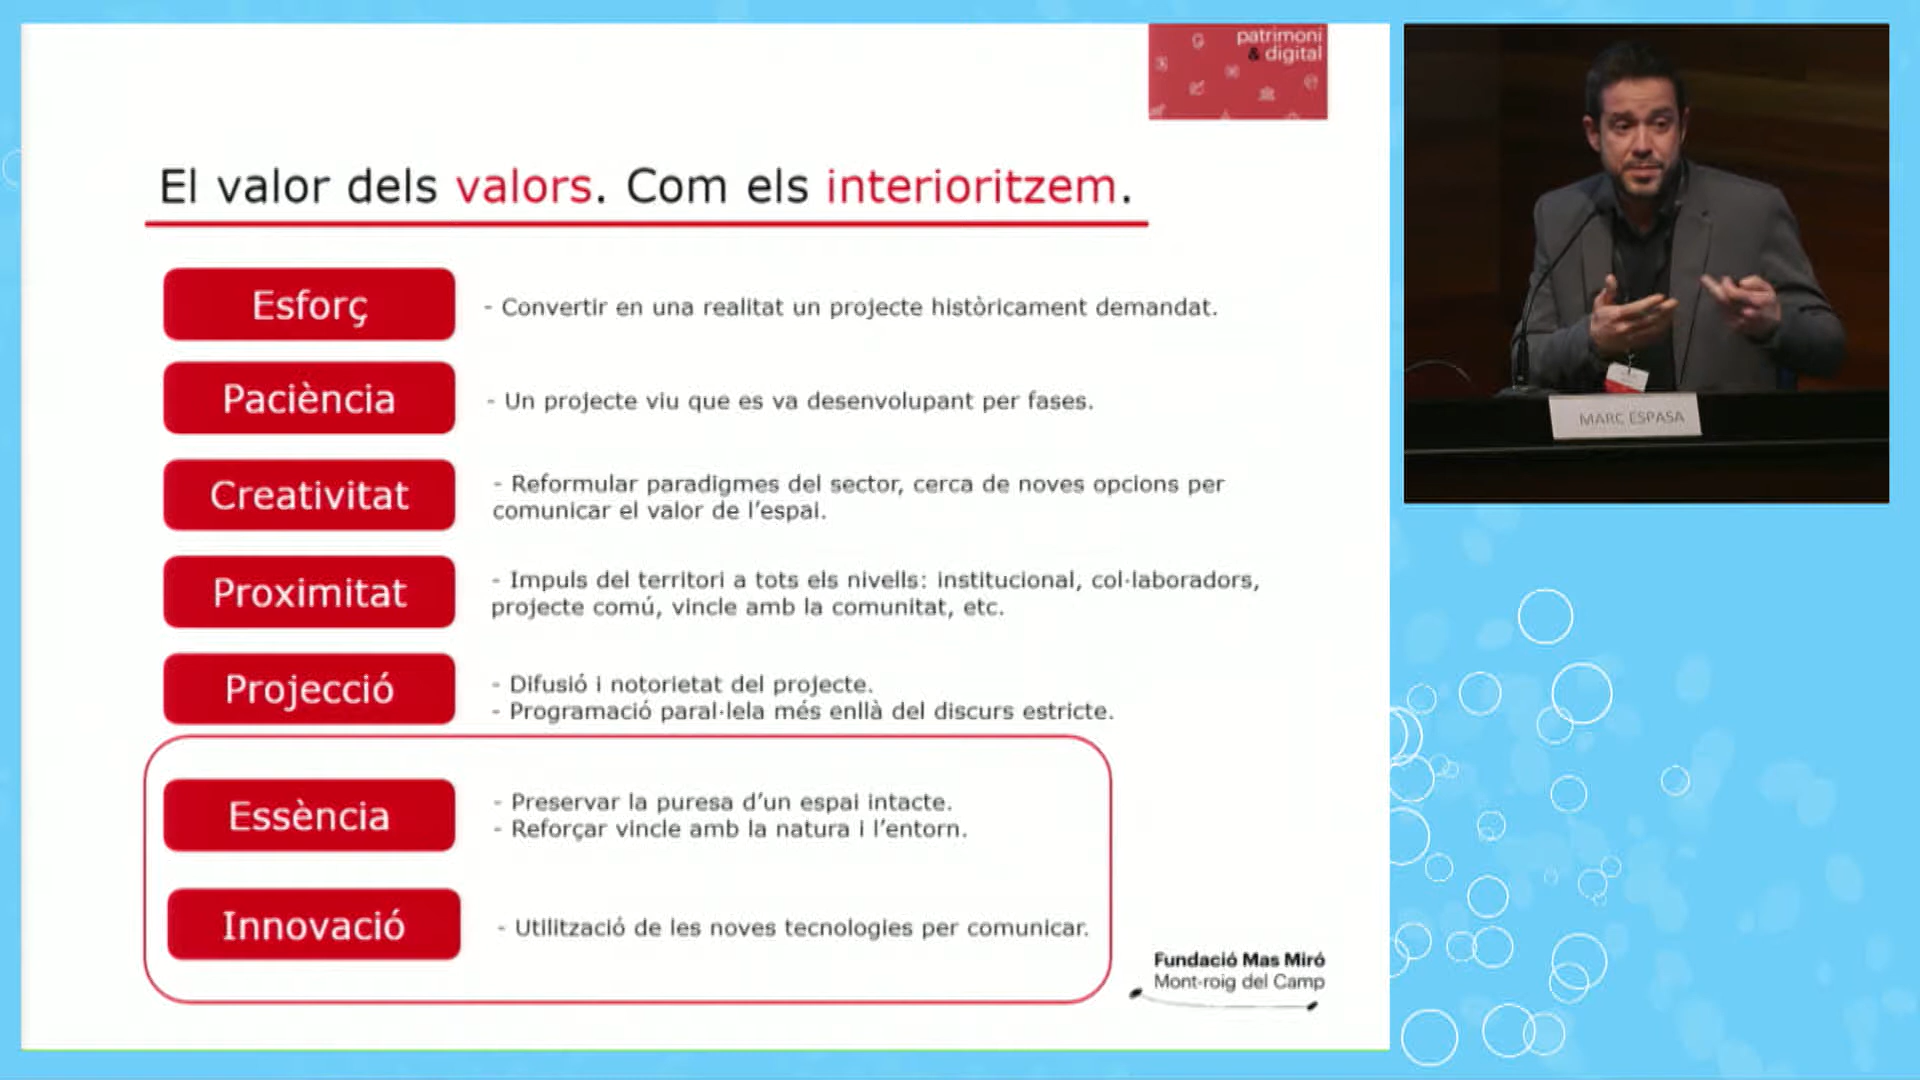 patrimoni
& digital
El valor dels valors. Com els interioritzem.
Esforç
- Convertir en una realitat un projecte històricament demandat.
Paciència
- Un projecte viu que es va desenvolupant per fases.
Creativitat
- Reformular paradigmes del sector, cerca de noves opcions per
comunicar el valor de l’espai.
Proximitat
- Impuls del territori a tots els nivells: institucional, col·laboradors,
projecte comú, vincle amb la comunitat, etc.
Projecció
- Difusió i notorietat del projecte.
- Programació paral·lela més enllà del discurs estricte.
Essència
- Preservar la puresa d’un espai intacte.
- Reforçar vincle amb la natura i l’entorn.
Innovació
- Utilització de les noves tecnologies per comunicar.
Fundació Mas Miró
Mont-roig del Camp
MARC ESPASA